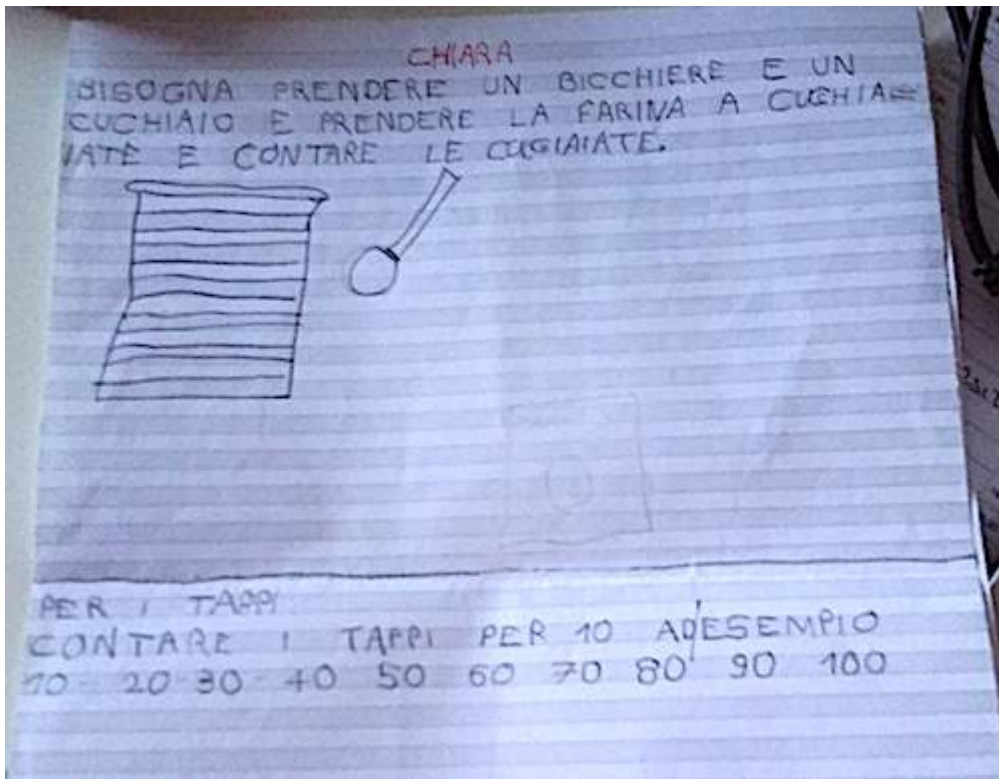 CHIARA
BISOGNA PRENDERE UN BICCHIERE E UN
CUCHIAIO E PRENDERE LA FARINA A CUCHIA=
IATE E CONTARE LE CUGIAIATE.
PER I TAPPI
CONTARE I TAPPI PER 10 AD ESEMPIO
10 20 30 40 50 60 70 80 90 100